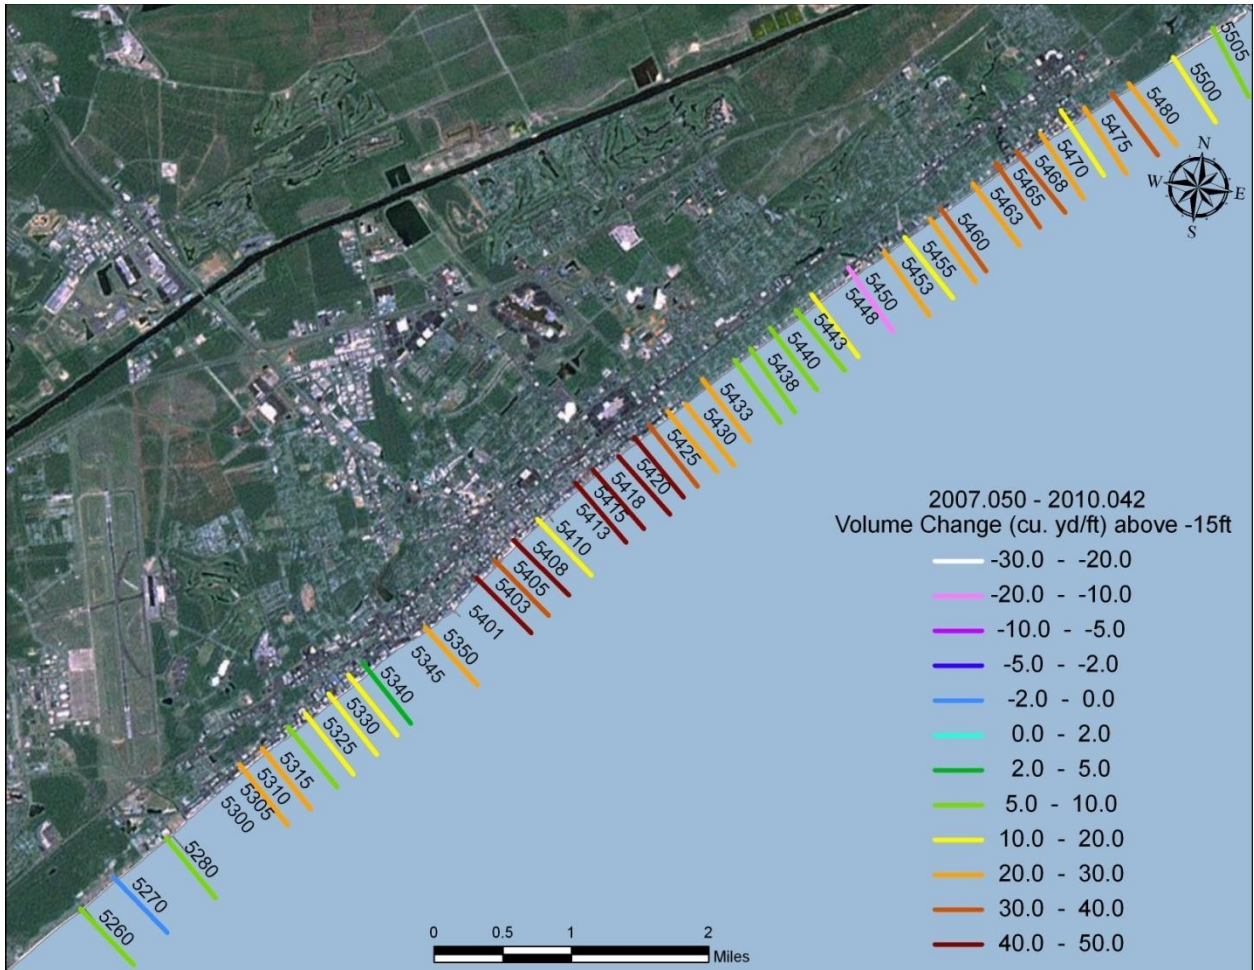 5505
5500
5480
5475
5470
5468
5465
5463
5460
5455
5453
5450
5448
5443
5440
5438
5433
5430
5425
5420
5418
5415
5413
5410
5408
5405
5403
5401
5350
5345
5340
5330
5325
5315
5310
5305
5300
5280
5270
5260
N
W
E
S
2007.050 - 2010.042
Volume Change (cu. yd/ft) above -15ft
-30.0 - -20.0
-20.0 - -10.0
-10.0 - -5.0
-5.0 - -2.0
-2.0 - 0.0
0.0 - 2.0
2.0 - 5.0
5.0 - 10.0
10.0 - 20.0
20.0 - 30.0
30.0 - 40.0
40.0 - 50.0
0 0.5 1 2
Miles